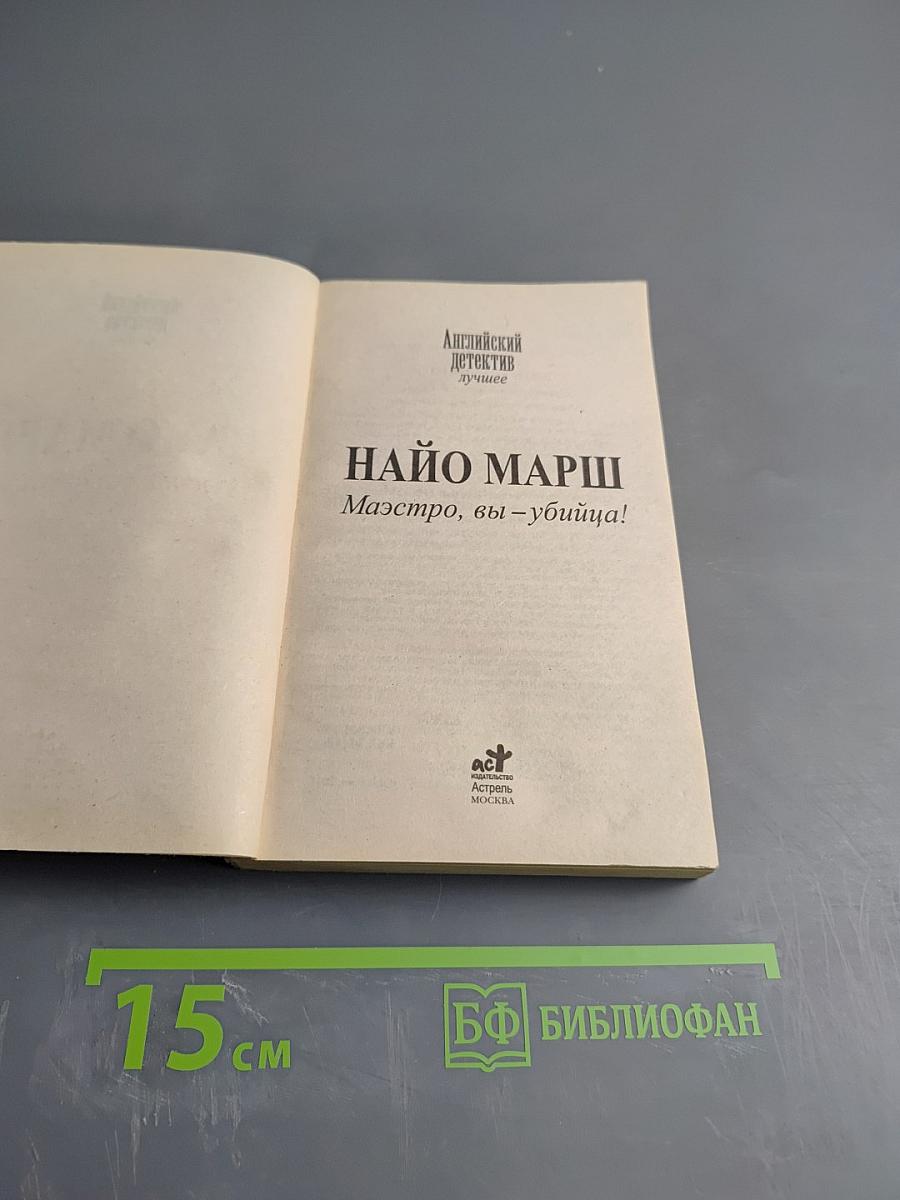 Английский
детектив
лучшее
НАЙО МАРШ
Маэстро, вы – убийца!
аст
ИЗДАТЕЛЬСТВО
Астрель
МОСКВА
15 см
БФ БИБЛИОФАН